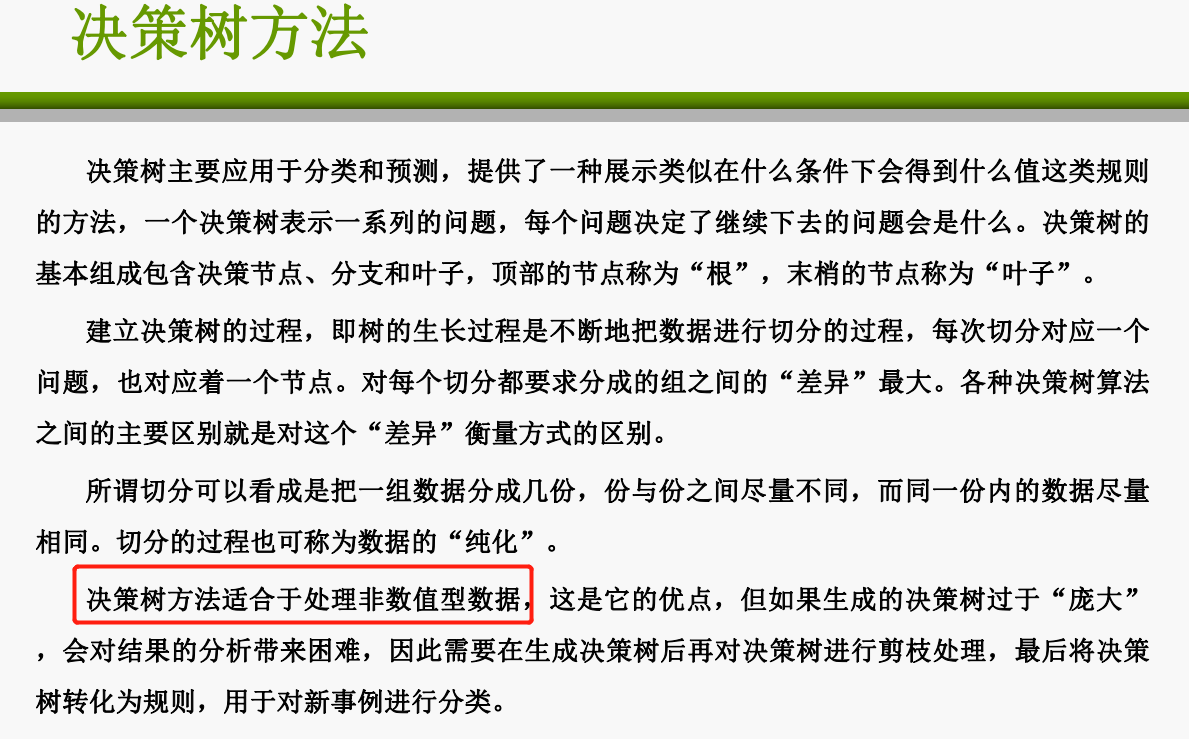 决策树方法
决策树主要应用于分类和预测，提供了一种展示类似在什么条件下会得到什么值这类规则
的方法，一个决策树表示一系列的问题，每个问题决定了继续下去的问题会是什么。决策树的
基本组成包含决策节点、分支和叶子，顶部的节点称为“根”，末梢的节点称为“叶子”。
建立决策树的过程，即树的生长过程是不断地把数据进行切分的过程，每次切分对应一个
问题，也对应着一个节点。对每个切分都要求分成的组之间的“差异”最大。各种决策树算法
之间的主要区别就是对这个“差异”衡量方式的区别。
所谓切分可以看成是把一组数据分成几份，份与份之间尽量不同，而同一份内的数据尽量
相同。切分的过程也可称为数据的“纯化”。
决策树方法适合于处理非数值型数据，这是它的优点，但如果生成的决策树过于“庞大”
，会对结果的分析带来困难，因此需要在生成决策树后再对决策树进行剪枝处理，最后将决策
树转化为规则，用于对新事例进行分类。